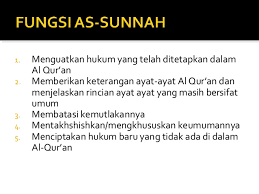 FUNGSI AS-SUNNAH
1. Menguatkan hukum yang telah ditetapkan dalam
Al Qur'an
2. Memberikan keterangan ayat-ayat Al Qur'an dan
menjelaskan rincian ayat ayat yang masih bersifat
umum
3. Membatasi kemutlakannya
4. Mentakhshishkan/mengkhususkan keumumannya
5. Menciptakan hukum baru yang tidak ada di dalam
Al-Qur'an